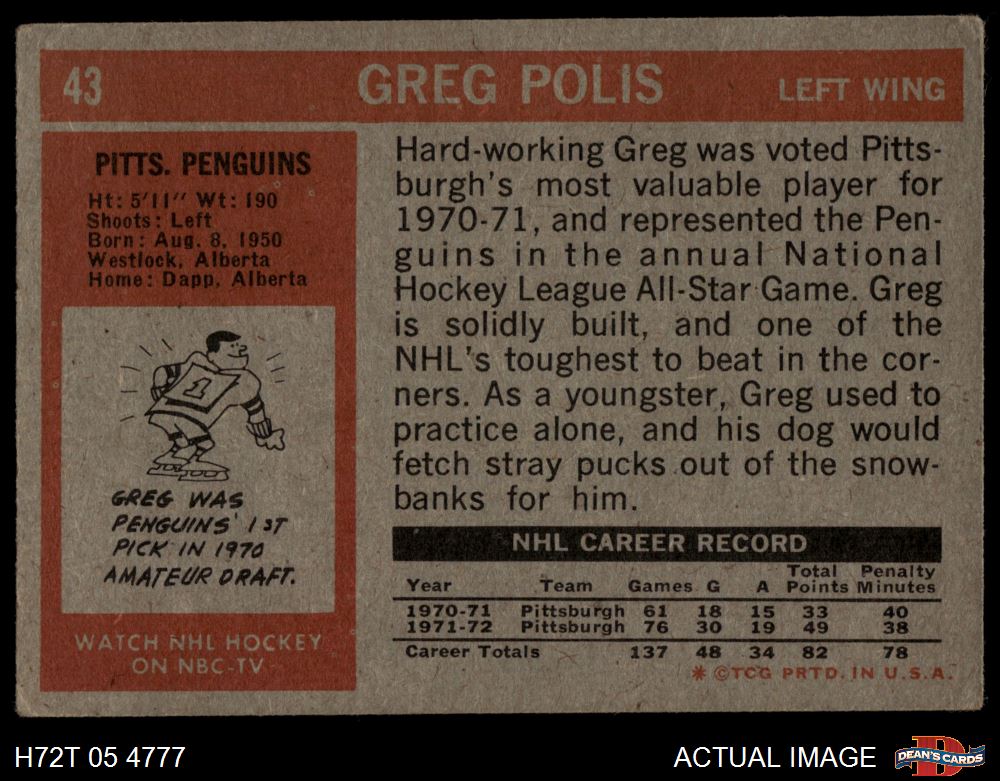 43 GREG POLIS LEFT WING
PITTS. PENGUINS
Ht: 5'11" Wt: 190
Shoots: Left
Born: Aug. 8, 1950
Westlock, Alberta
Home: Dapp, Alberta
1
GREG WAS
PENGUINS' 1ST
PICK IN 1970
AMATEUR DRAFT.
WATCH NHL HOCKEY
ON NBC-TV
Hard-working Greg was voted Pitts-
burgh's most valuable player for
1970-71, and represented the Pen-
guins in the annual National
Hockey League All-Star Game. Greg
is solidly built, and one of the
NHL's toughest to beat in the cor-
ners. As a youngster, Greg used to
practice alone, and his dog would
fetch stray pucks out of the snow-
banks for him.
NHL CAREER RECORD
Total Penalty
Year Team Games G A Points Minutes
1970-71 Pittsburgh 61 18 15 33 40
1971-72 Pittsburgh 76 30 19 49 38
Career Totals 137 48 34 82 78
* ©TCG PRTD. IN U.S.A.
H72T 05 4777 ACTUAL IMAGE D DEAN'S CARDS